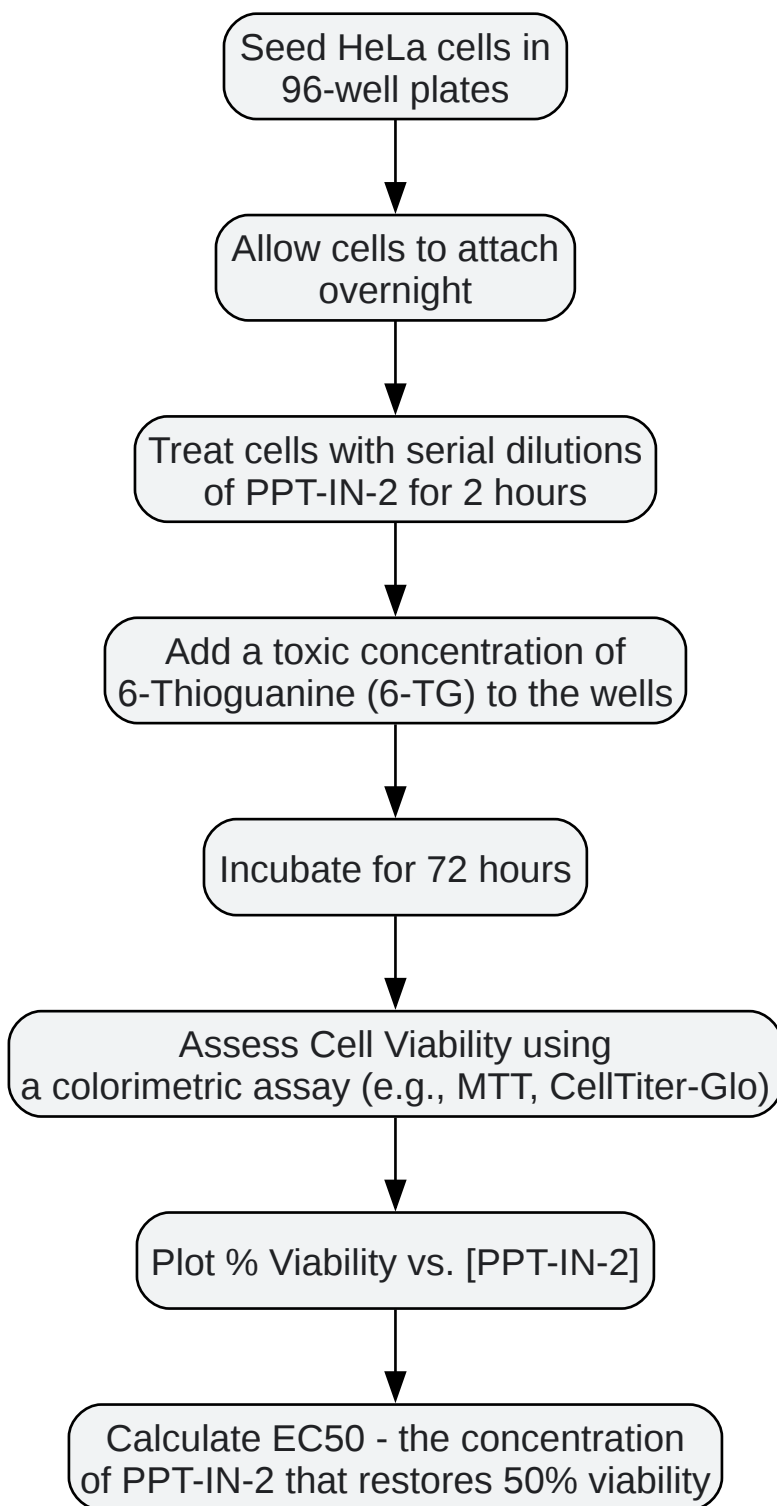 Seed HeLa cells in
96-well plates
Allow cells to attach
overnight
Treat cells with serial dilutions
of PPT-IN-2 for 2 hours
Add a toxic concentration of
6-Thioguanine (6-TG) to the wells
Incubate for 72 hours
Assess Cell Viability using
a colorimetric assay (e.g., MTT, CellTiter-Glo)
Plot % Viability vs. [PPT-IN-2]
Calculate EC50 - the concentration
of PPT-IN-2 that restores 50% viability